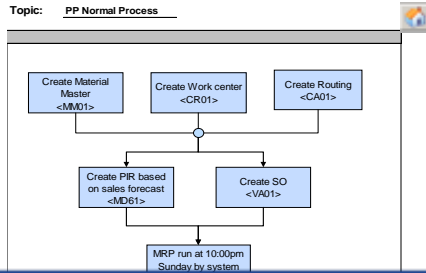 Topic: PP Normal Process
Create Material
Master
<MM01>
Create Work center
<CR01>
Create Routing
<CA01>
Create PIR based
on sales forecast
<MD61>
Create SO
<VA01>
MRP run at 10:00pm
Sunday by system